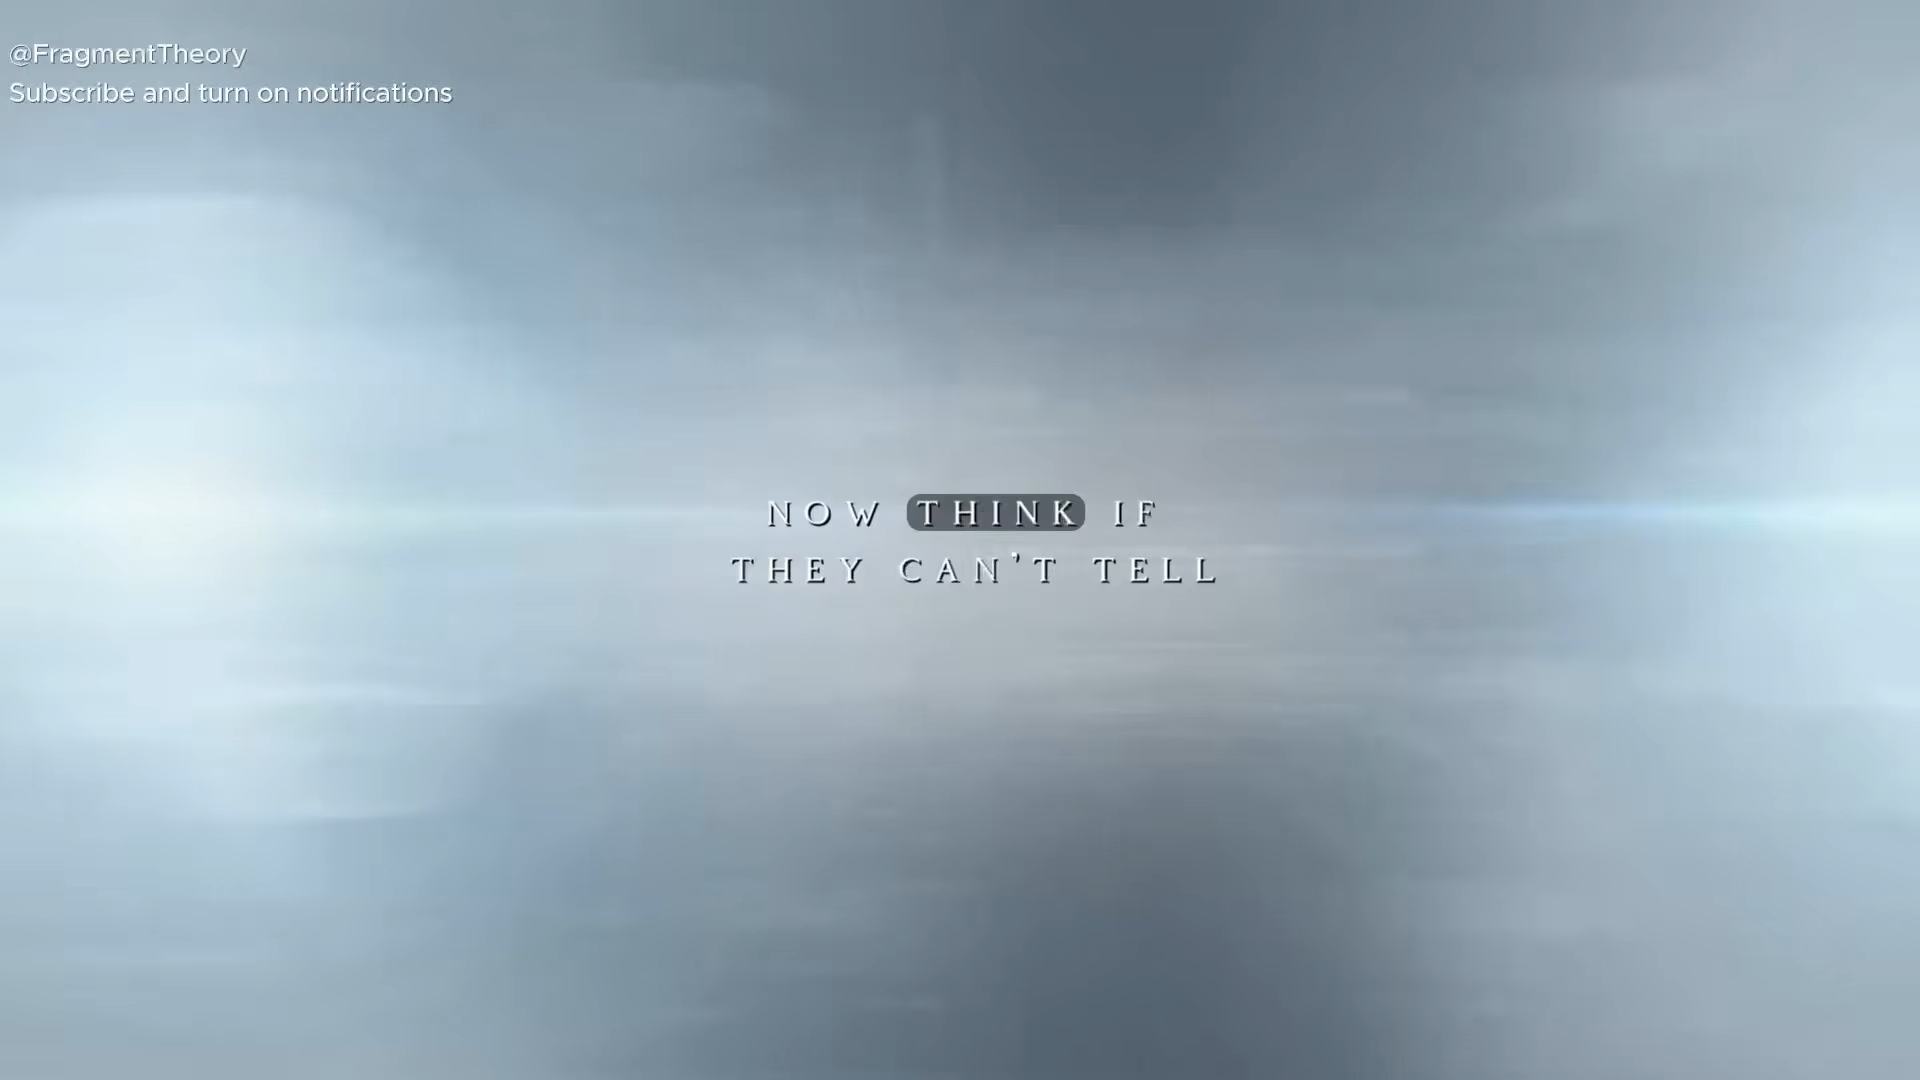 @FragmentTheory
Subscribe and turn on notifications
NOW THINK IF
THEY CAN'T TELL